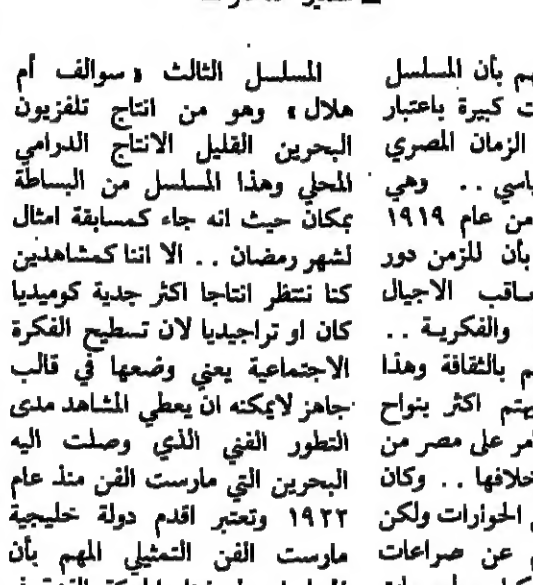 هم بأن المسلسل
ت كبيرة باعتبار
الزمان المصري
ياسي .. وهي
من عام ١٩١٩
بأن للزمن دور
ساقب الاجيال
والفكرية ..
م بالثقافة وهذا
يهتم اكثر بنواح
مر على مصر من
خلافها .. وكان
الحوارات ولكن
عن صراعات
المسلسل الثالث « سوالف أم
هلال » وهو من انتاج تلفزيون
البحرين القليل الانتاج الدرامي
المحلي وهذا المسلسل من البساطة
بمكان حيث انه جاء كمسابقة امثال
لشهر رمضان .. الا اننا كمشاهدين
كنا ننتظر انتاجا اكثر جدية كوميديا
كان او تراجيديا لان تسطيح الفكرة
الاجتماعية يعني وضعها في قالب
جاهز لايمكنه ان يعطي المشاهد مدى
التطور الفني الذي وصلت اليه
البحرين التي مارست الفن منذ عام
١٩٢٢ وتعتبر اقدم دولة خليجية
مارست الفن التمثيلي المهم بأن